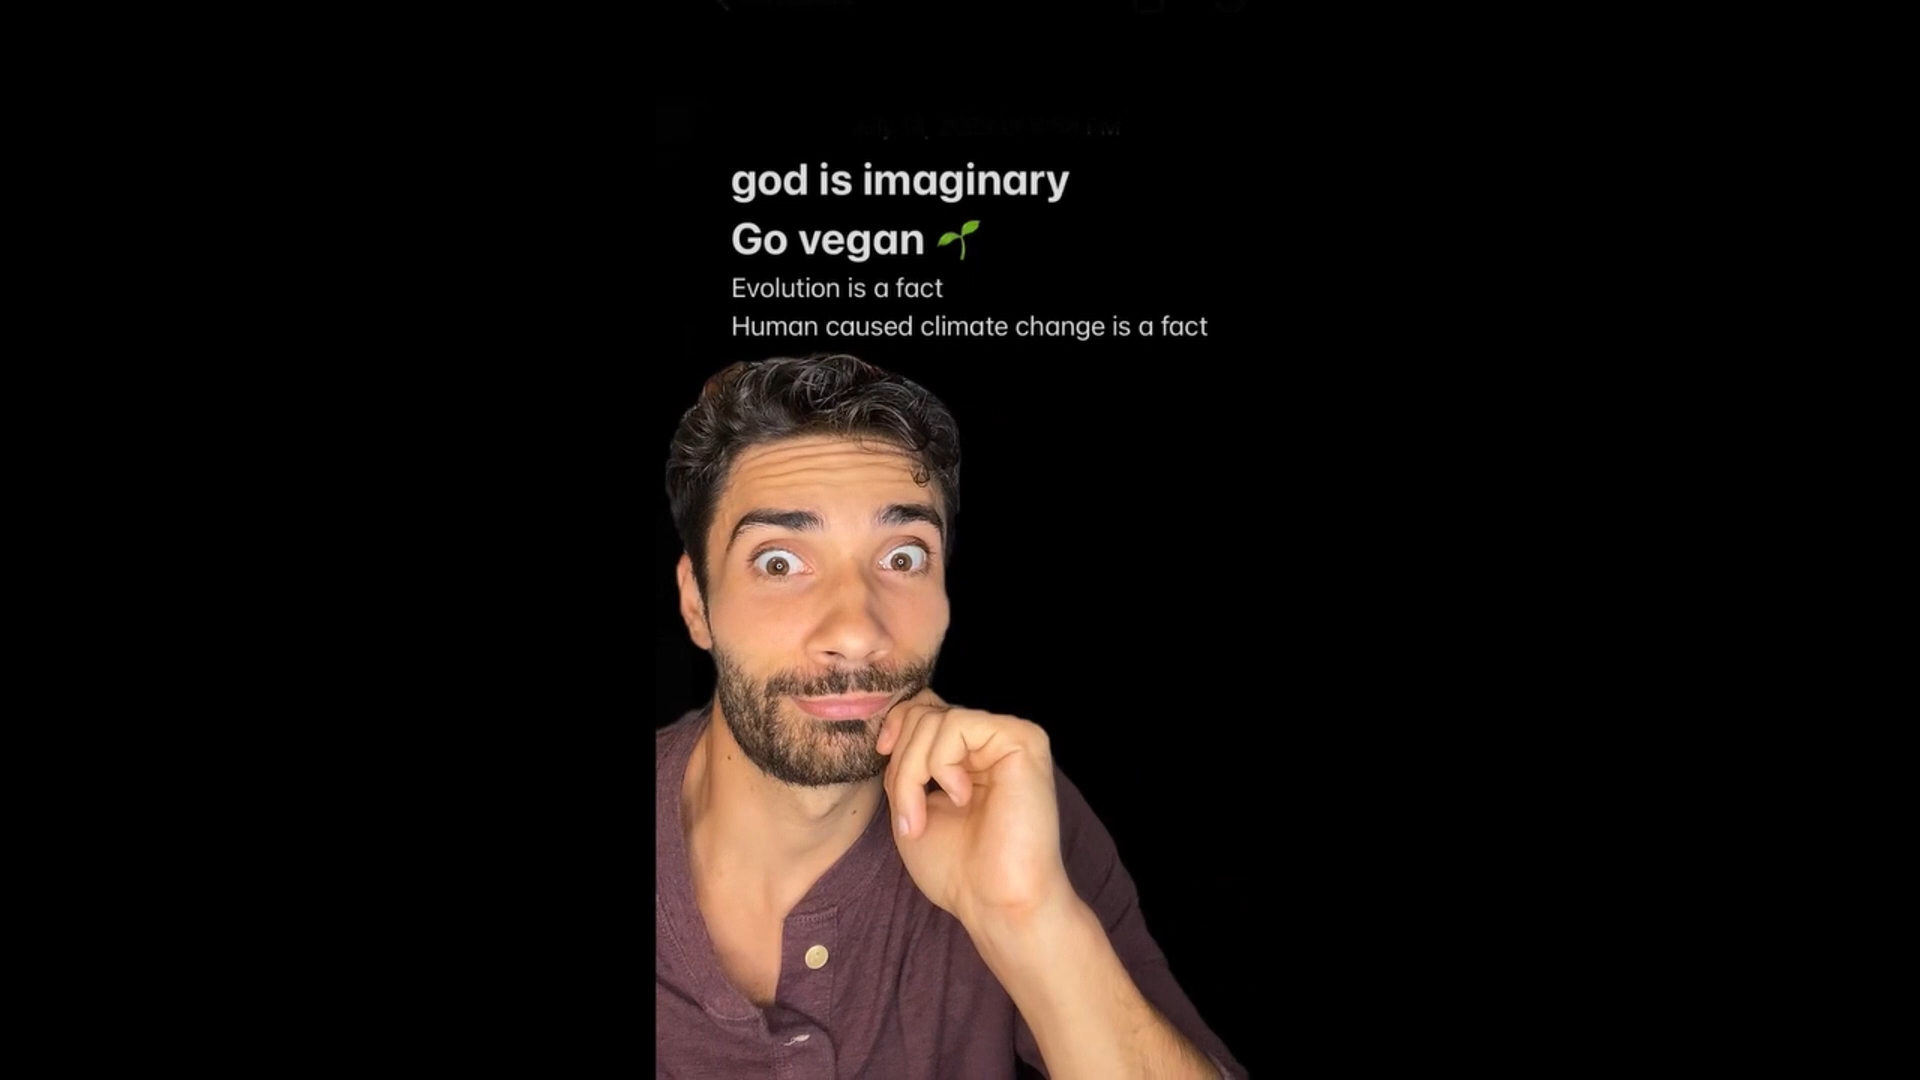 god is imaginary
Go vegan 🌱
Evolution is a fact
Human caused climate change is a fact